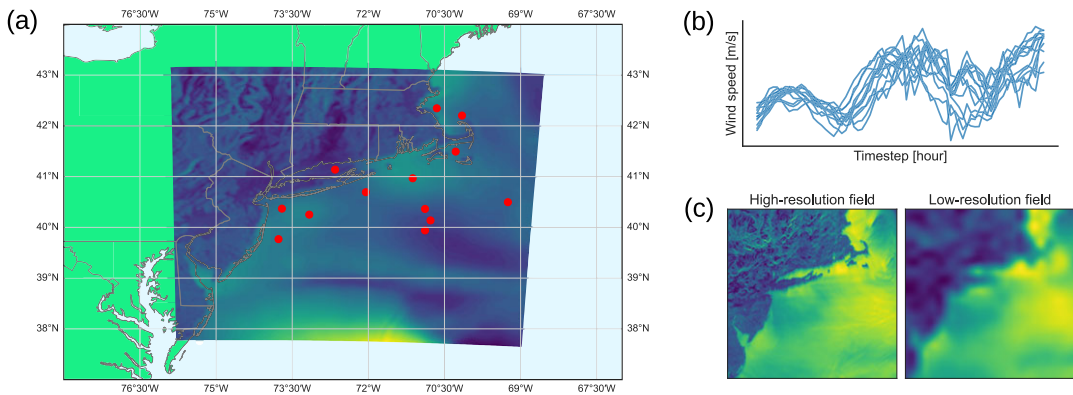 (a)
76°30'W 75°W 73°30'W 72°W 70°30'W 69°W 67°30'W
43°N 43°N
42°N 42°N
41°N 41°N
40°N 40°N
39°N 39°N
38°N 38°N
76°30'W 75°W 73°30'W 72°W 70°30'W 69°W 67°30'W
(b)
Wind speed [m/s]
Timestep [hour]
(c)
High-resolution field
Low-resolution field